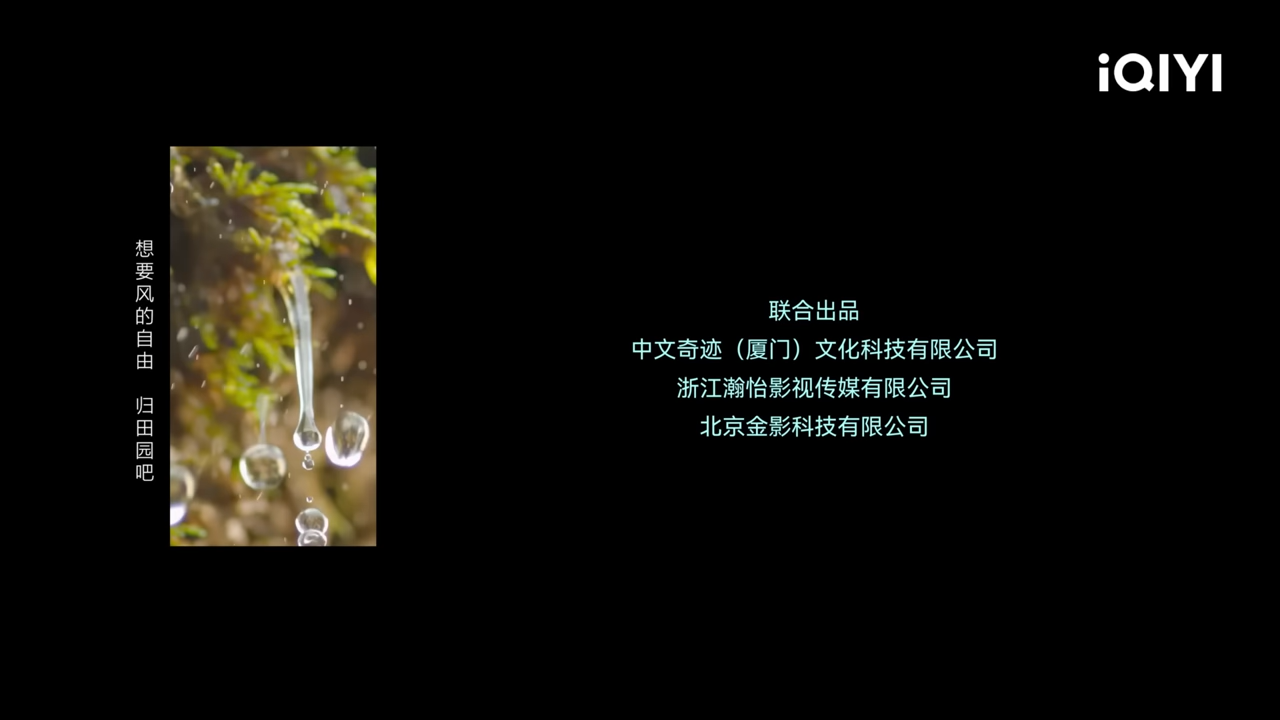 iQIYI
想要风的自由 归田园吧
联合出品
中文奇迹（厦门）文化科技有限公司
浙江瀚怡影视传媒有限公司
北京金影科技有限公司